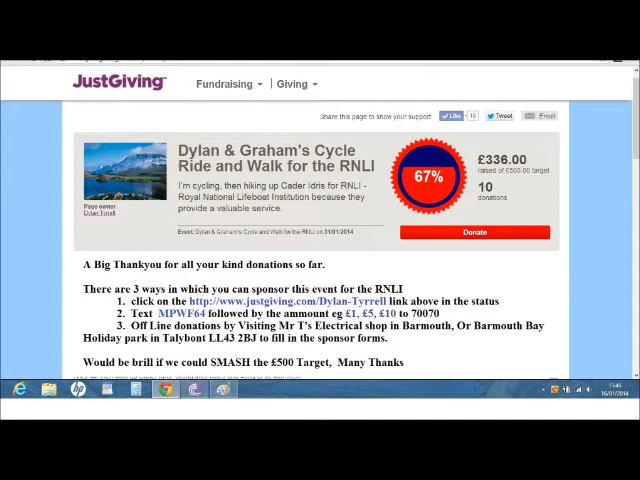 JustGiving™
Fundraising
Giving
Share this page to show your support:
Like
10
Tweet
Email
Dylan & Graham's Cycle
Ride and Walk for the RNLI
I'm cycling, then hiking up Cader Idris for RNLI -
Royal National Lifeboat Institution because they
provide a valuable service.
Page owner
Dylan Tyrrell
Event: Dylan & Graham's Cycle and Walk for the RNLI on 31/01/2014
67%
£336.00
raised of £500.00 target
10
donations
Donate
A Big Thankyou for all your kind donations so far.
There are 3 ways in which you can sponsor this event for the RNLI
1. click on the http://www.justgiving.com/Dylan-Tyrrell link above in the status
2. Text MPWF64 followed by the ammount eg £1, £5, £10 to 70070
3. Off Line donations by Visiting Mr T's Electrical shop in Barmouth, Or Barmouth Bay
Holiday park in Talybont LL43 2BJ to fill in the sponsor forms.
Would be brill if we could SMASH the £500 Target, Many Thanks
11:45
16/01/2014